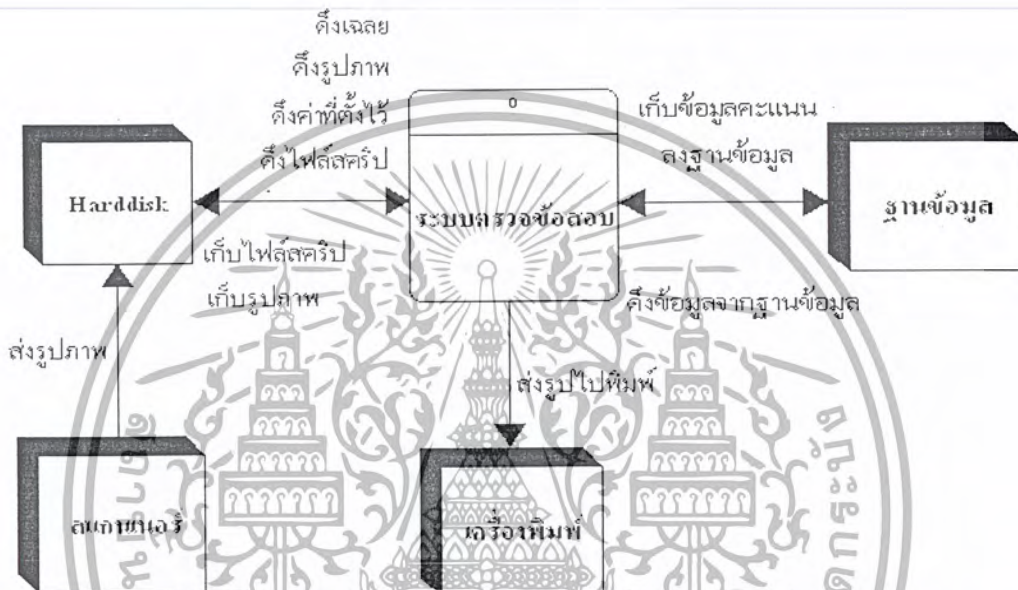 ดึงเฉลย
ดึงรูปภาพ
ดึงค่าที่ตั้งไว้
ดึงไฟล์สคริป
Harddisk
เก็บไฟล์สคริป
เก็บรูปภาพ
0
ระบบตรวจข้อสอบ
เก็บข้อมูลคะแนน
ลงฐานข้อมูล
ฐานข้อมูล
ดึงข้อมูลจากฐานข้อมูล
ส่งรูปภาพ
ส่งรูปไปพิมพ์
สแกนเนอร์
เครื่องพิมพ์